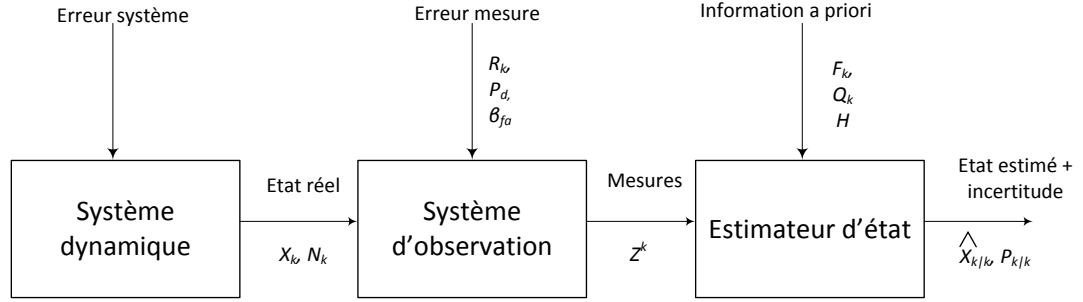 Erreur système
Erreur mesure
Information a priori
R_k,
P_d,
β_fa
F_k,
Q_k
H
Système
dynamique
Etat réel
X_k, N_k
Système
d'observation
Mesures
Z^k
Estimateur d'état
Etat estimé +
incertitude
X̂_k|k, P_k|k